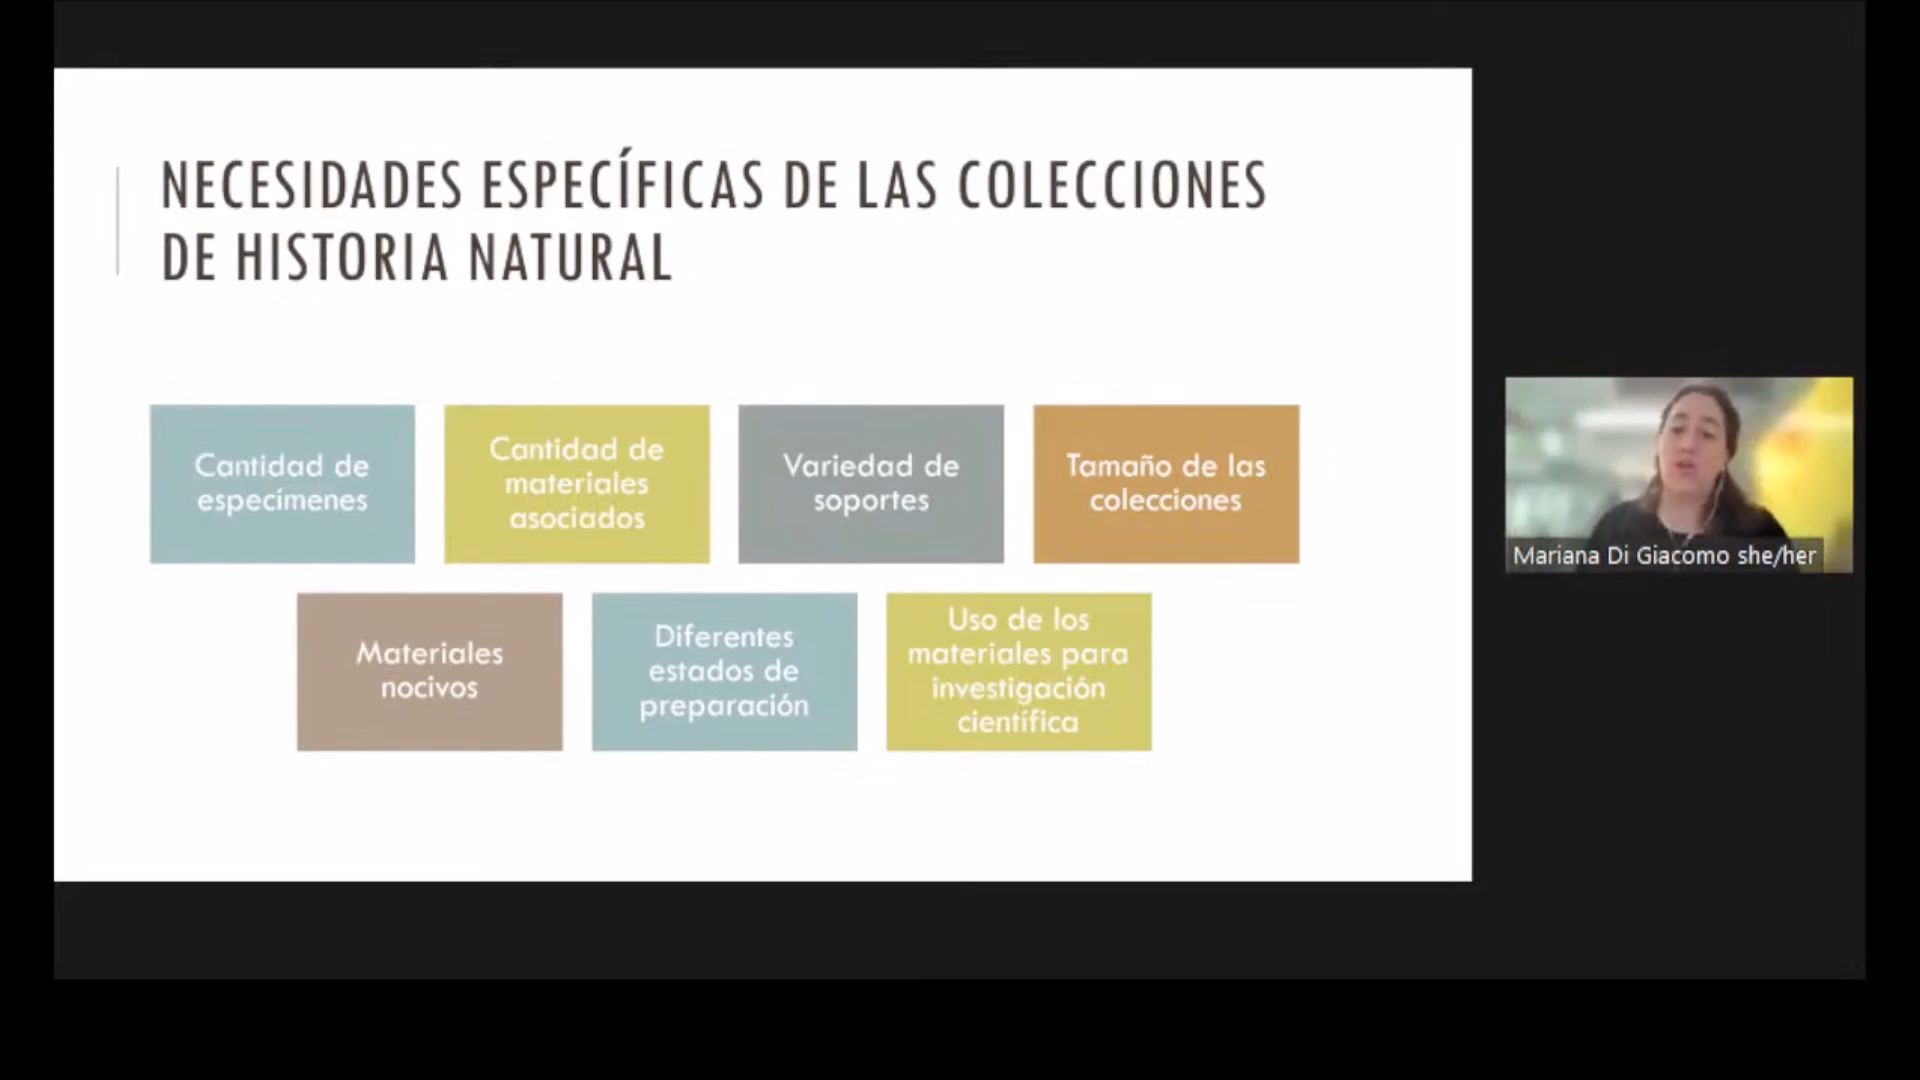 NECESIDADES ESPECÍFICAS DE LAS COLECCIONES
DE HISTORIA NATURAL
Cantidad de
especímenes
Cantidad de
materiales
asociados
Variedad de
soportes
Tamaño de las
colecciones
Materiales
nocivos
Diferentes
estados de
preparación
Uso de los
materiales para
investigación
científica
Mariana Di Giacomo she/her